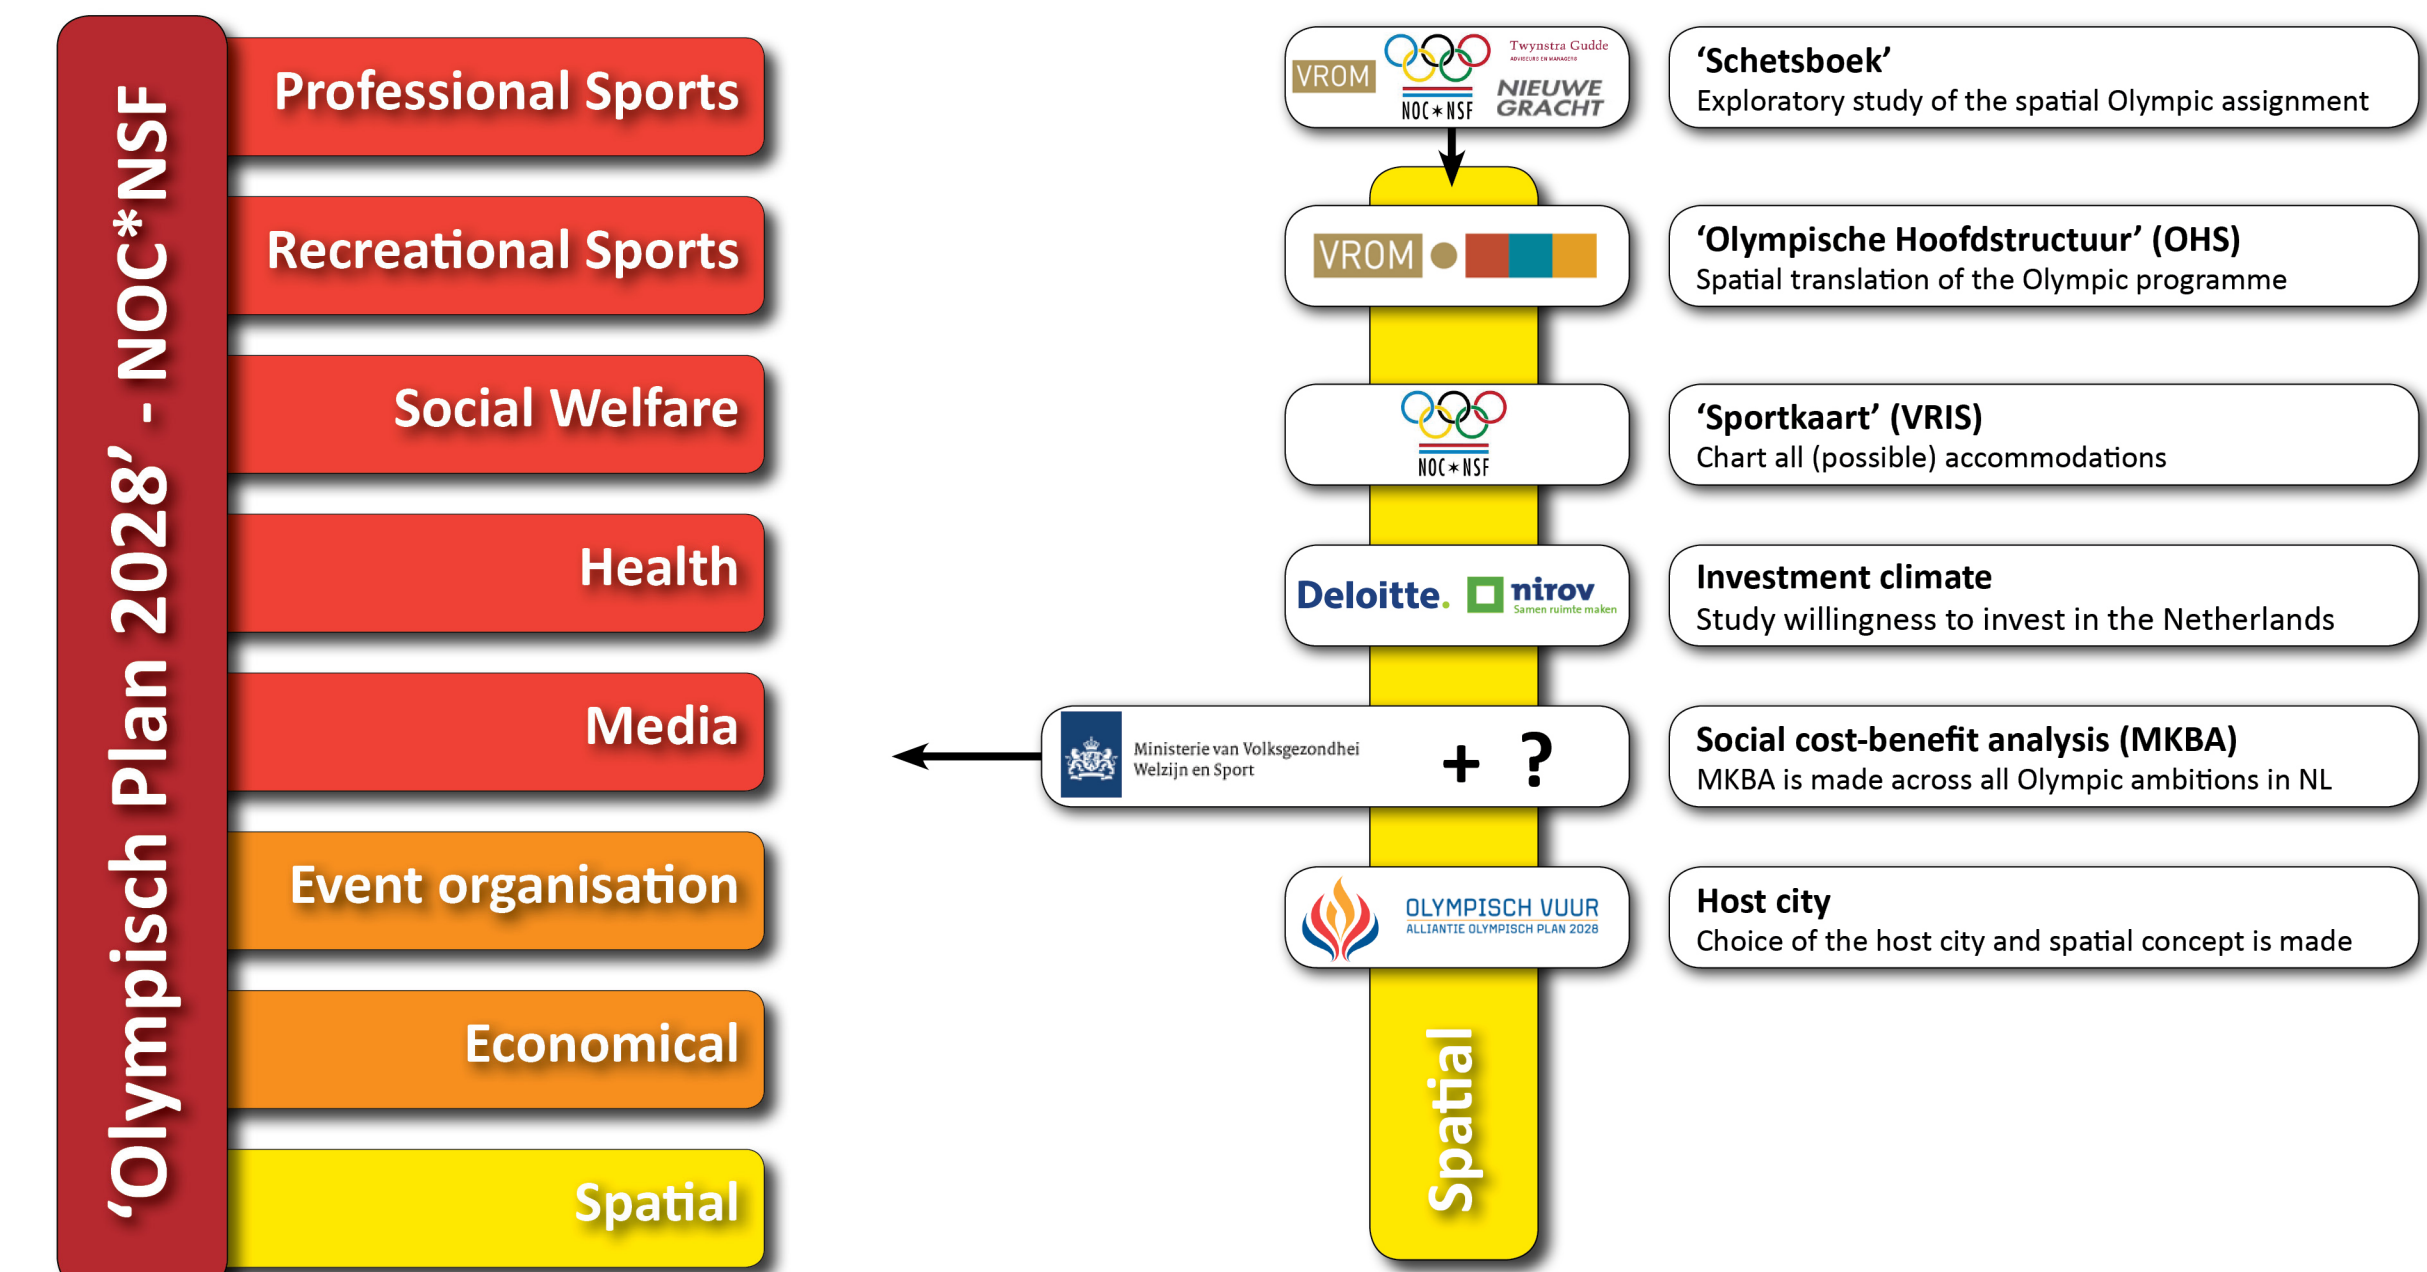 'Olympisch Plan 2028' - NOC*NSF
Professional Sports
Recreational Sports
Social Welfare
Health
Media
Event organisation
Economical
Spatial
VROM
NOC*NSF
Twynstra Gudde
ADVISEURS EN MANAGERS
NIEUWE
GRACHT
‘Schetsboek’
Exploratory study of the spatial Olympic assignment
VROM
‘Olympische Hoofdstructuur’ (OHS)
Spatial translation of the Olympic programme
NOC*NSF
‘Sportkaart’ (VRIS)
Chart all (possible) accommodations
Deloitte.
nirov
Samen ruimte maken
Investment climate
Study willingness to invest in the Netherlands
Ministerie van Volksgezondhei
Welzijn en Sport
+ ?
Social cost-benefit analysis (MKBA)
MKBA is made across all Olympic ambitions in NL
OLYMPISCH VUUR
ALLIANTIE OLYMPISCH PLAN 2028
Host city
Choice of the host city and spatial concept is made
Spatial